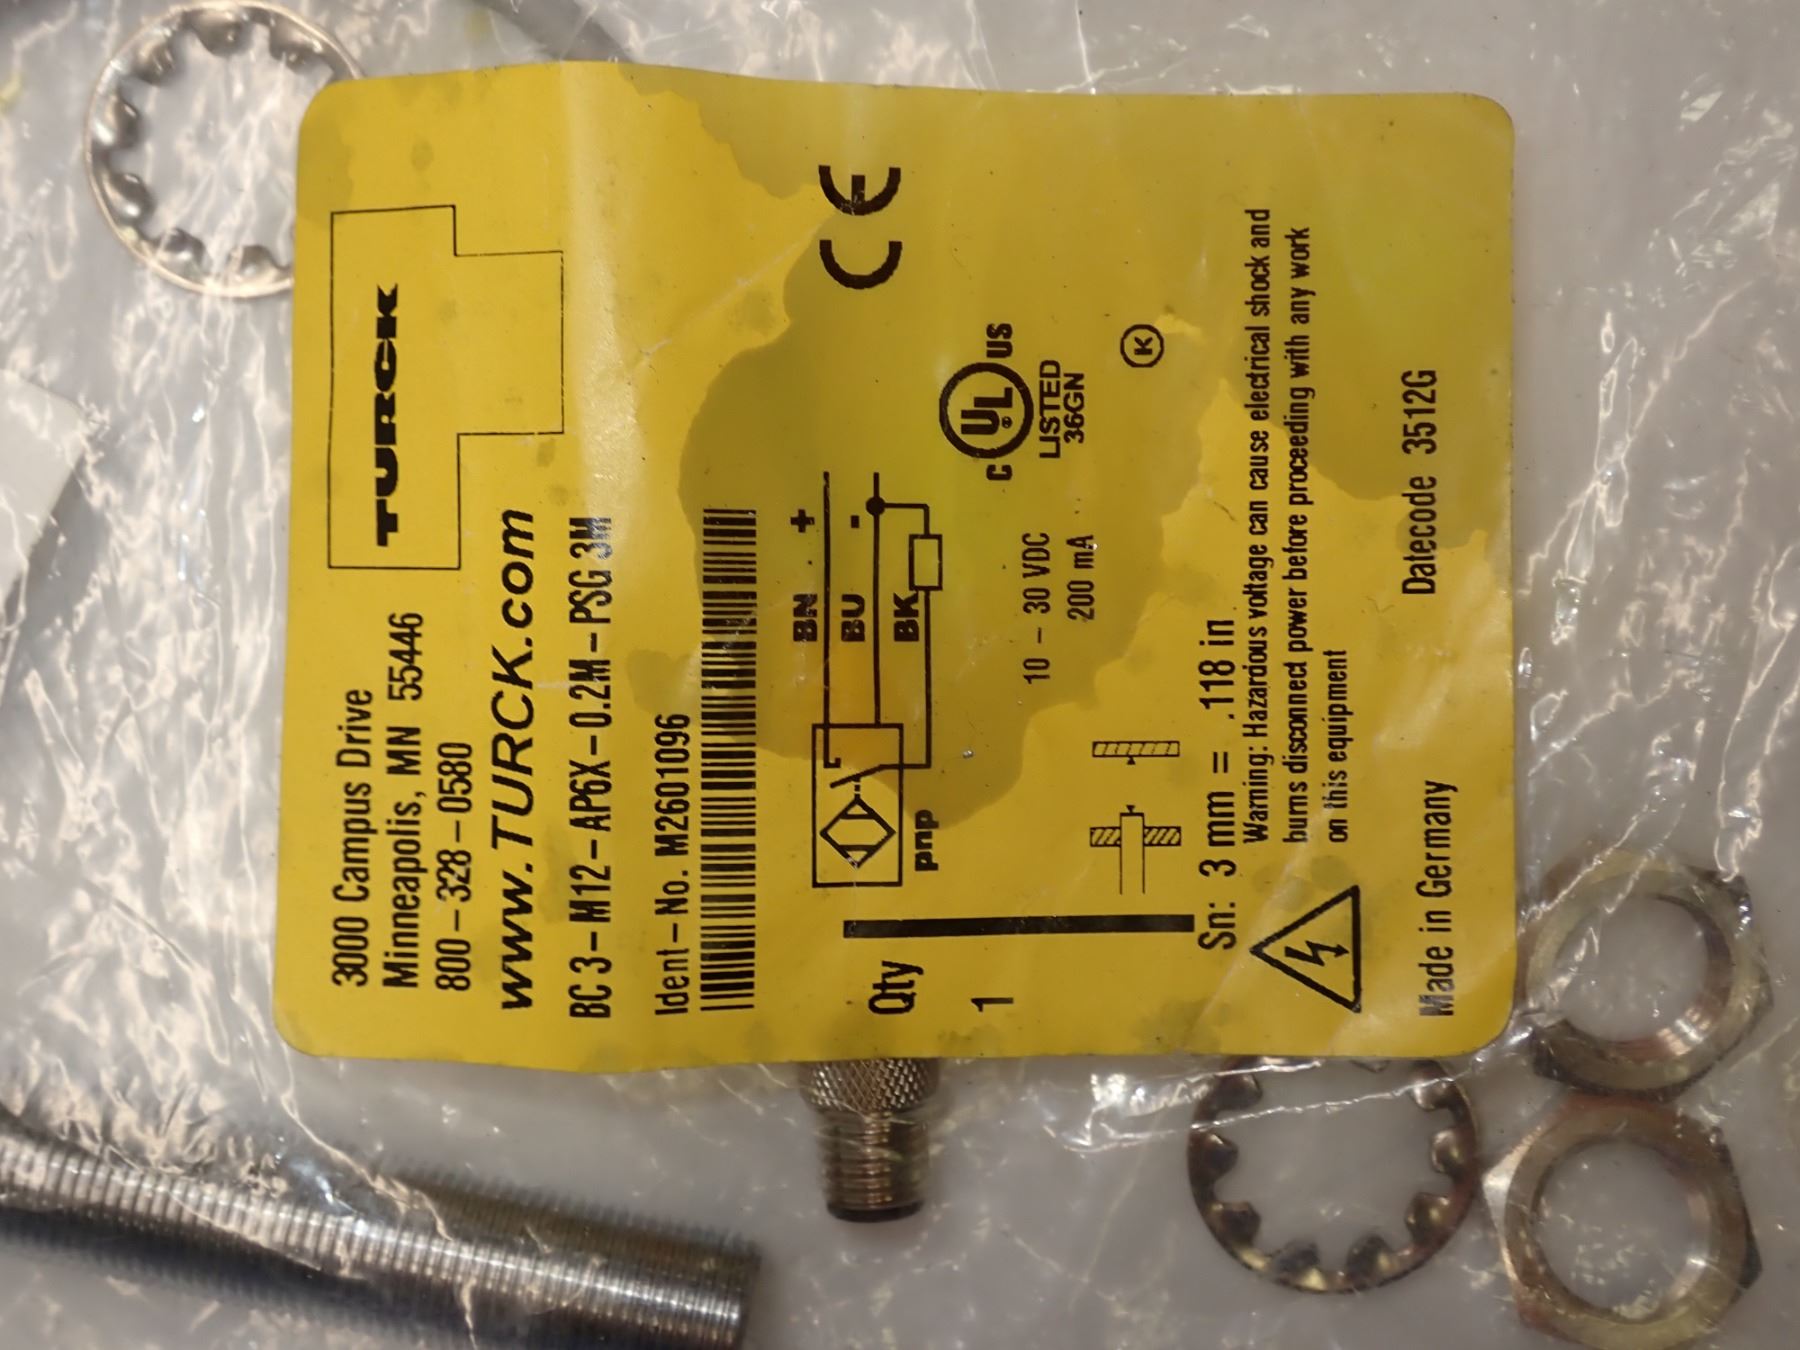 3000 Campus Drive
Minneapolis, MN 55446
800-328-0580
TURCK
www.TURCK.com
BC 3-M12-AP6X-0.2M-PSG 3M
Ident-No. M2601096
CE
BN +
BU -
BK
pnp
Qty
1
10 - 30 VDC
200 mA
C UL US
LISTED
36GN
K
Sn: 3 mm = .118 in
Warning: Hazardous voltage can cause electrical shock and
burns disconnect power before proceeding with any work
on this equipment
Made in Germany
Datecode 3512G